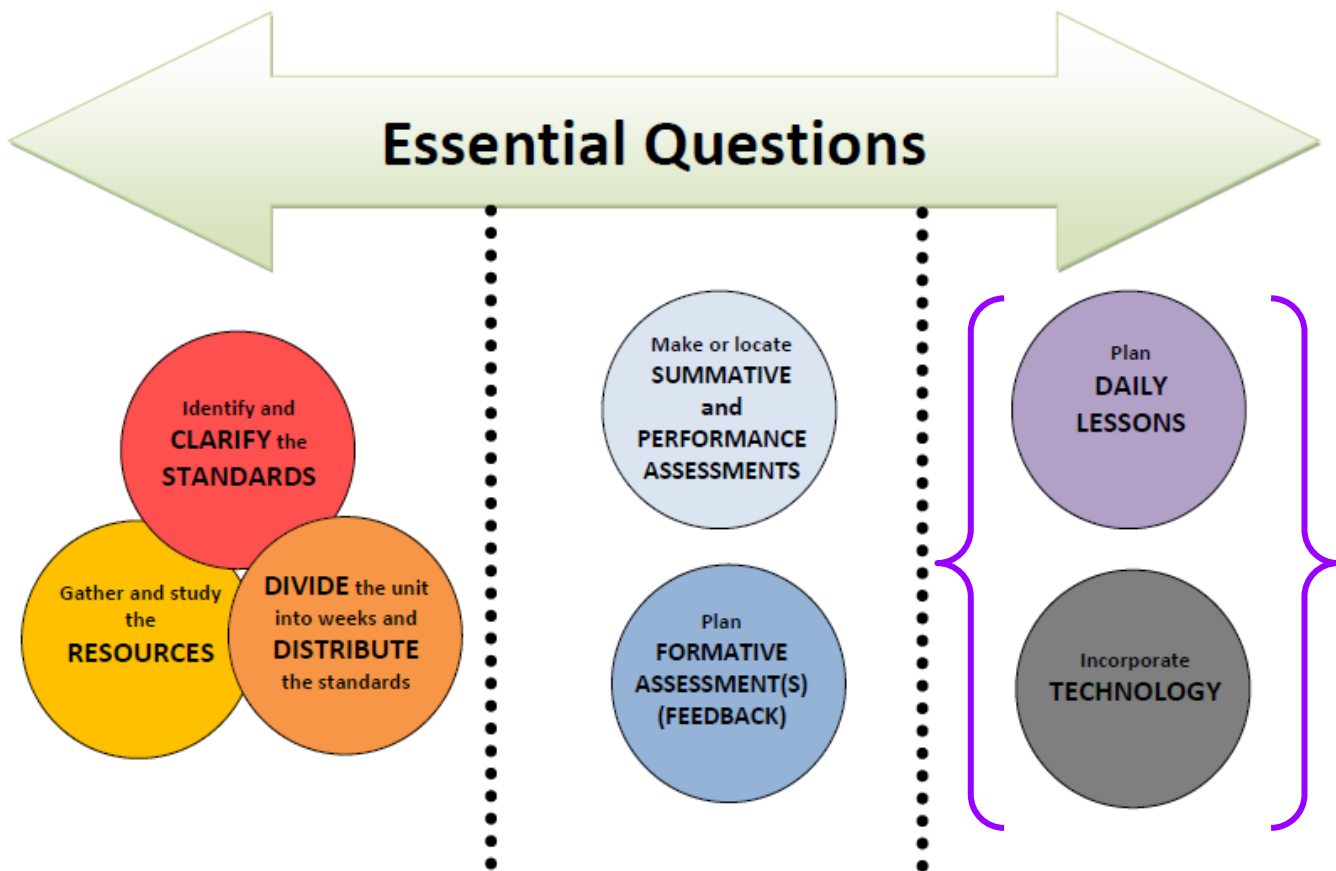 Essential Questions
Identify and
CLARIFY the
STANDARDS
Gather and study
the
RESOURCES
DIVIDE the unit
into weeks and
DISTRIBUTE
the standards
Make or locate
SUMMATIVE
and
PERFORMANCE
ASSESSMENTS
Plan
FORMATIVE
ASSESSMENT(S)
(FEEDBACK)
Plan
DAILY
LESSONS
Incorporate
TECHNOLOGY